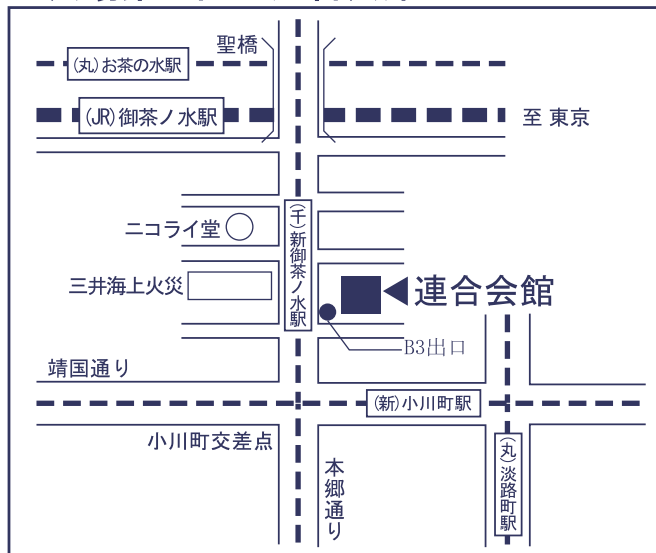 聖橋
(丸)お茶の水駅
(JR)御茶ノ水駅
至 東京
(千)新御茶ノ水駅
ニコライ堂
三井海上火災
連合会館
B3出口
靖国通り
(新)小川町駅
小川町交差点
(丸)淡路町駅
本郷通り